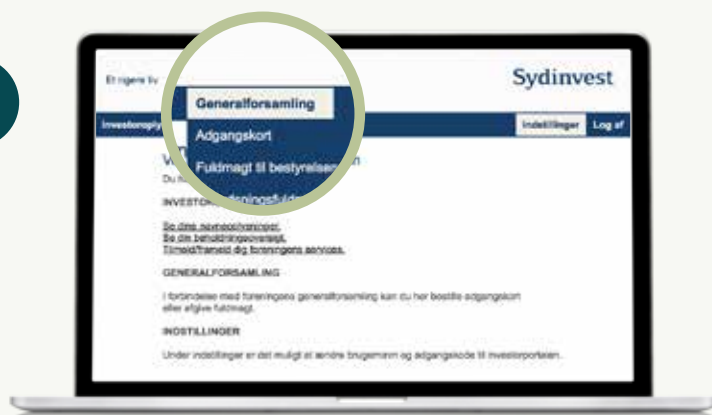 Et rigere liv
Sydinvest
Generalforsamling
Indstillinger Log af
Adgangskort
Fuldmagt til bestyrelsen
Du
INVESTOR
Se dine navneoplysninger.
Se din beholdningsoversigt.
Tilmeld/frameld dig foreningens services.
GENERALFORSAMLING
I forbindelse med foreningens generalforsamling kan du her bestille adgangskort
eller afgive fuldmagt.
INDSTILLINGER
Under indstillinger er det muligt at ændre brugernavn og adgangskode til investorportalen.